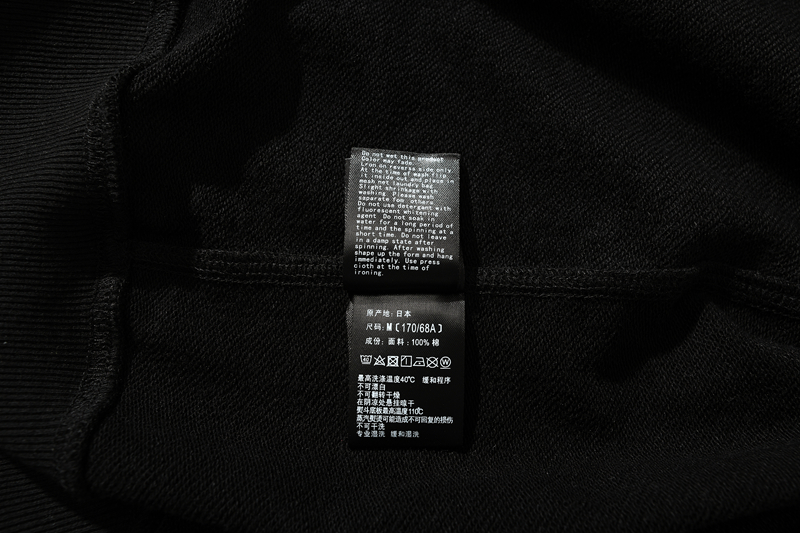 Do not wet this product
Color may fade.
Lron on reverse side only
At the time of wash flip
it inside out and place in
mesh net laundry bag
Slight shrinkage with
washing. Please wash
separate fom others
Do not use detergant with
fluorescent whitening
agent Do not soak in
water for a long period of
time and the spinning at a
short time. Do not leave
in a damp state after
spinning. After washing
shape up the form and hang
immediately. Use press
cloth at the time of
ironing.
原产地: 日本
尺码: M(170/68A)
成份: 面料: 100% 棉
40 W
最高洗涤温度40℃ 缓和程序
不可漂白
不可翻转干燥
在阴凉处悬挂晾干
熨斗底板最高温度110℃
蒸汽熨烫可能造成不可回复的损伤
不可干洗
专业湿洗 缓和湿洗